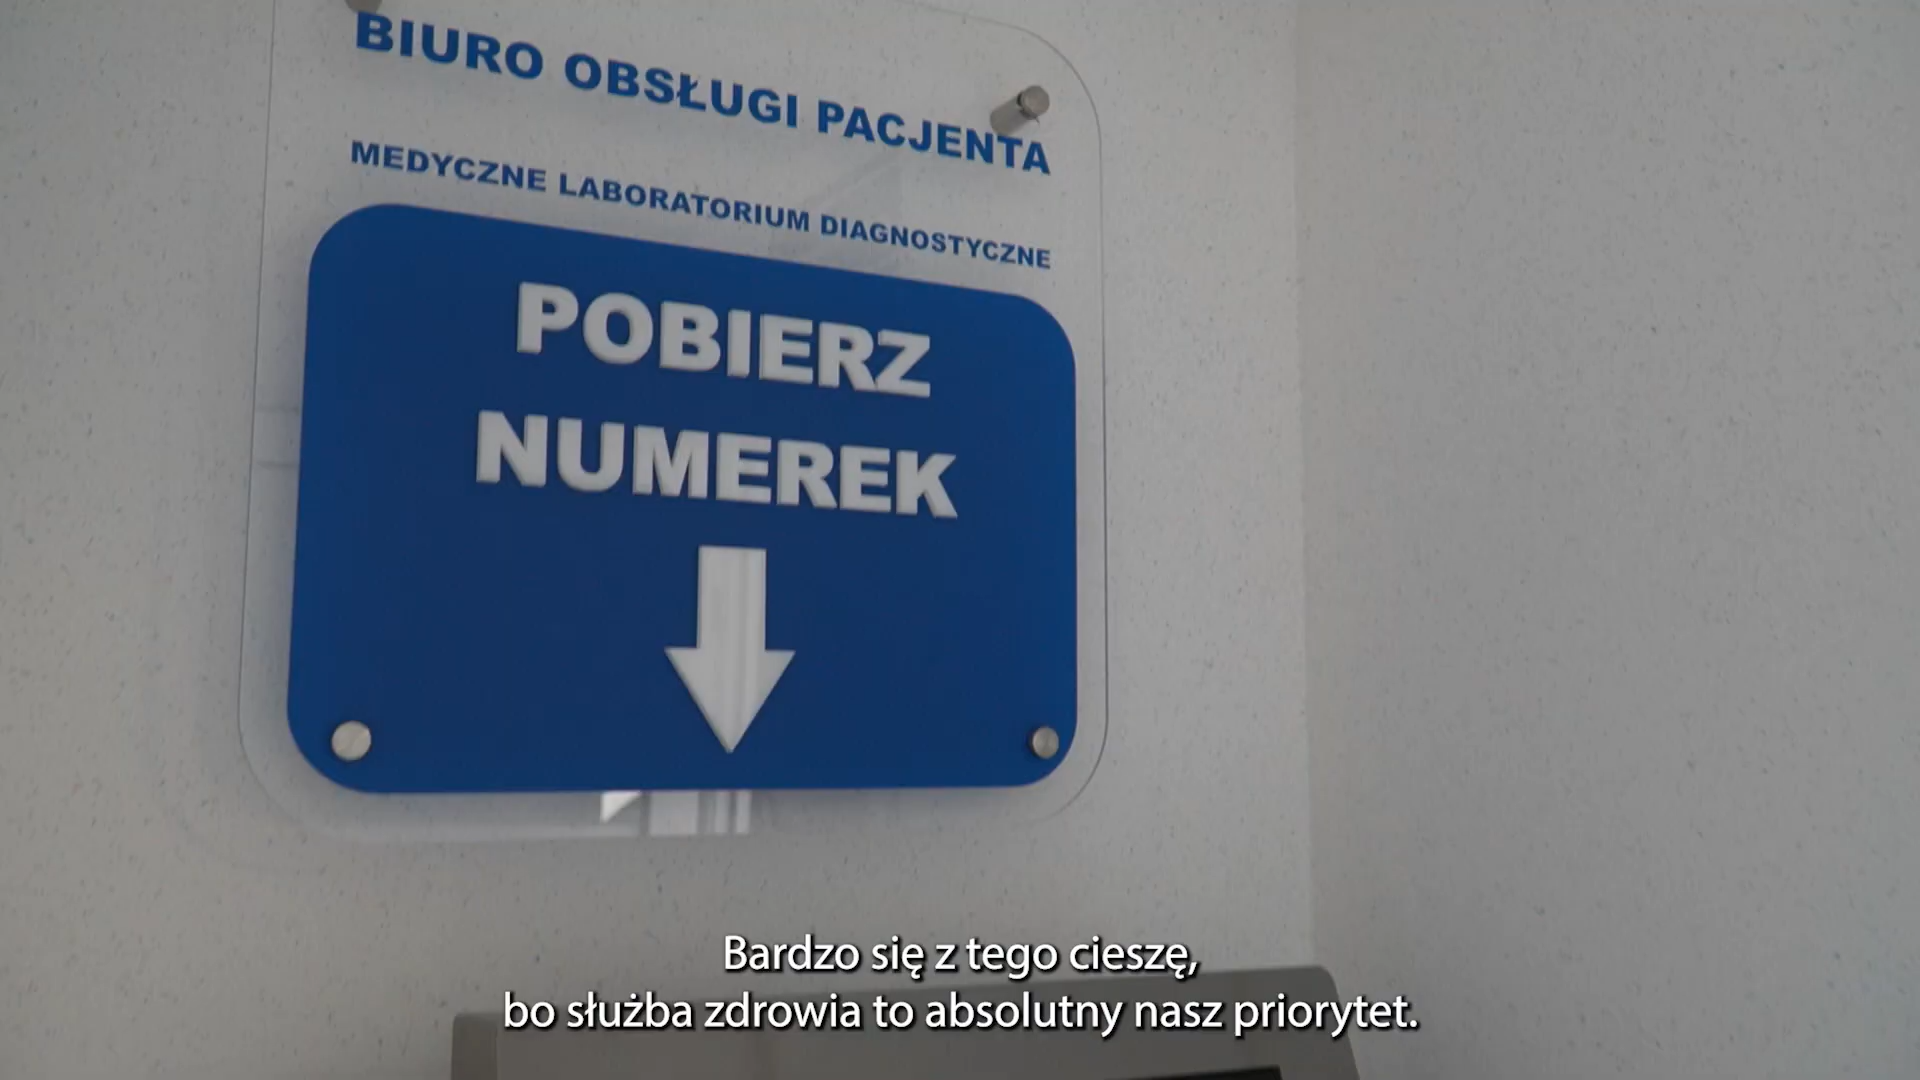 BIURO OBSŁUGI PACJENTA
MEDYCZNE LABORATORIUM DIAGNOSTYCZNE
POBIERZ
NUMEREK
Bardzo się z tego cieszę,
bo służba zdrowia to absolutny nasz priorytet.